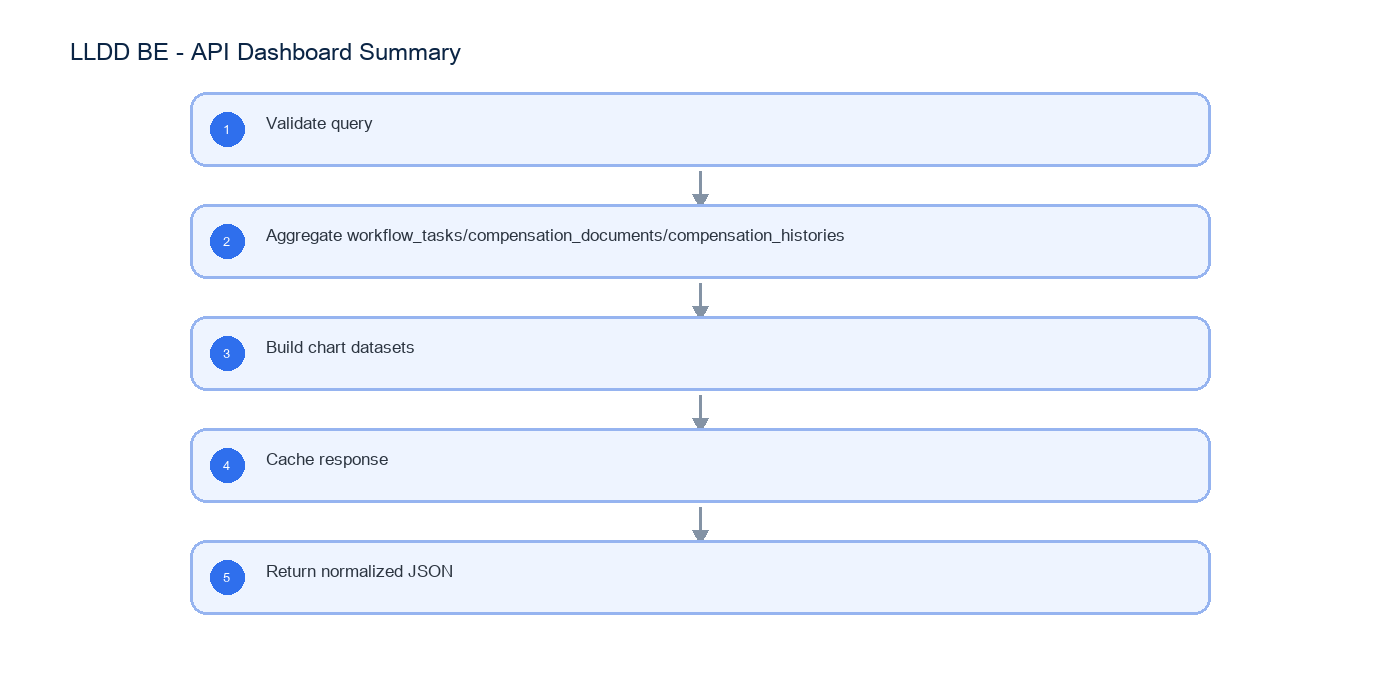 LLDD BE - API Dashboard Summary
1 Validate query
2 Aggregate workflow_tasks/compensation_documents/compensation_histories
3 Build chart datasets
4 Cache response
5 Return normalized JSON